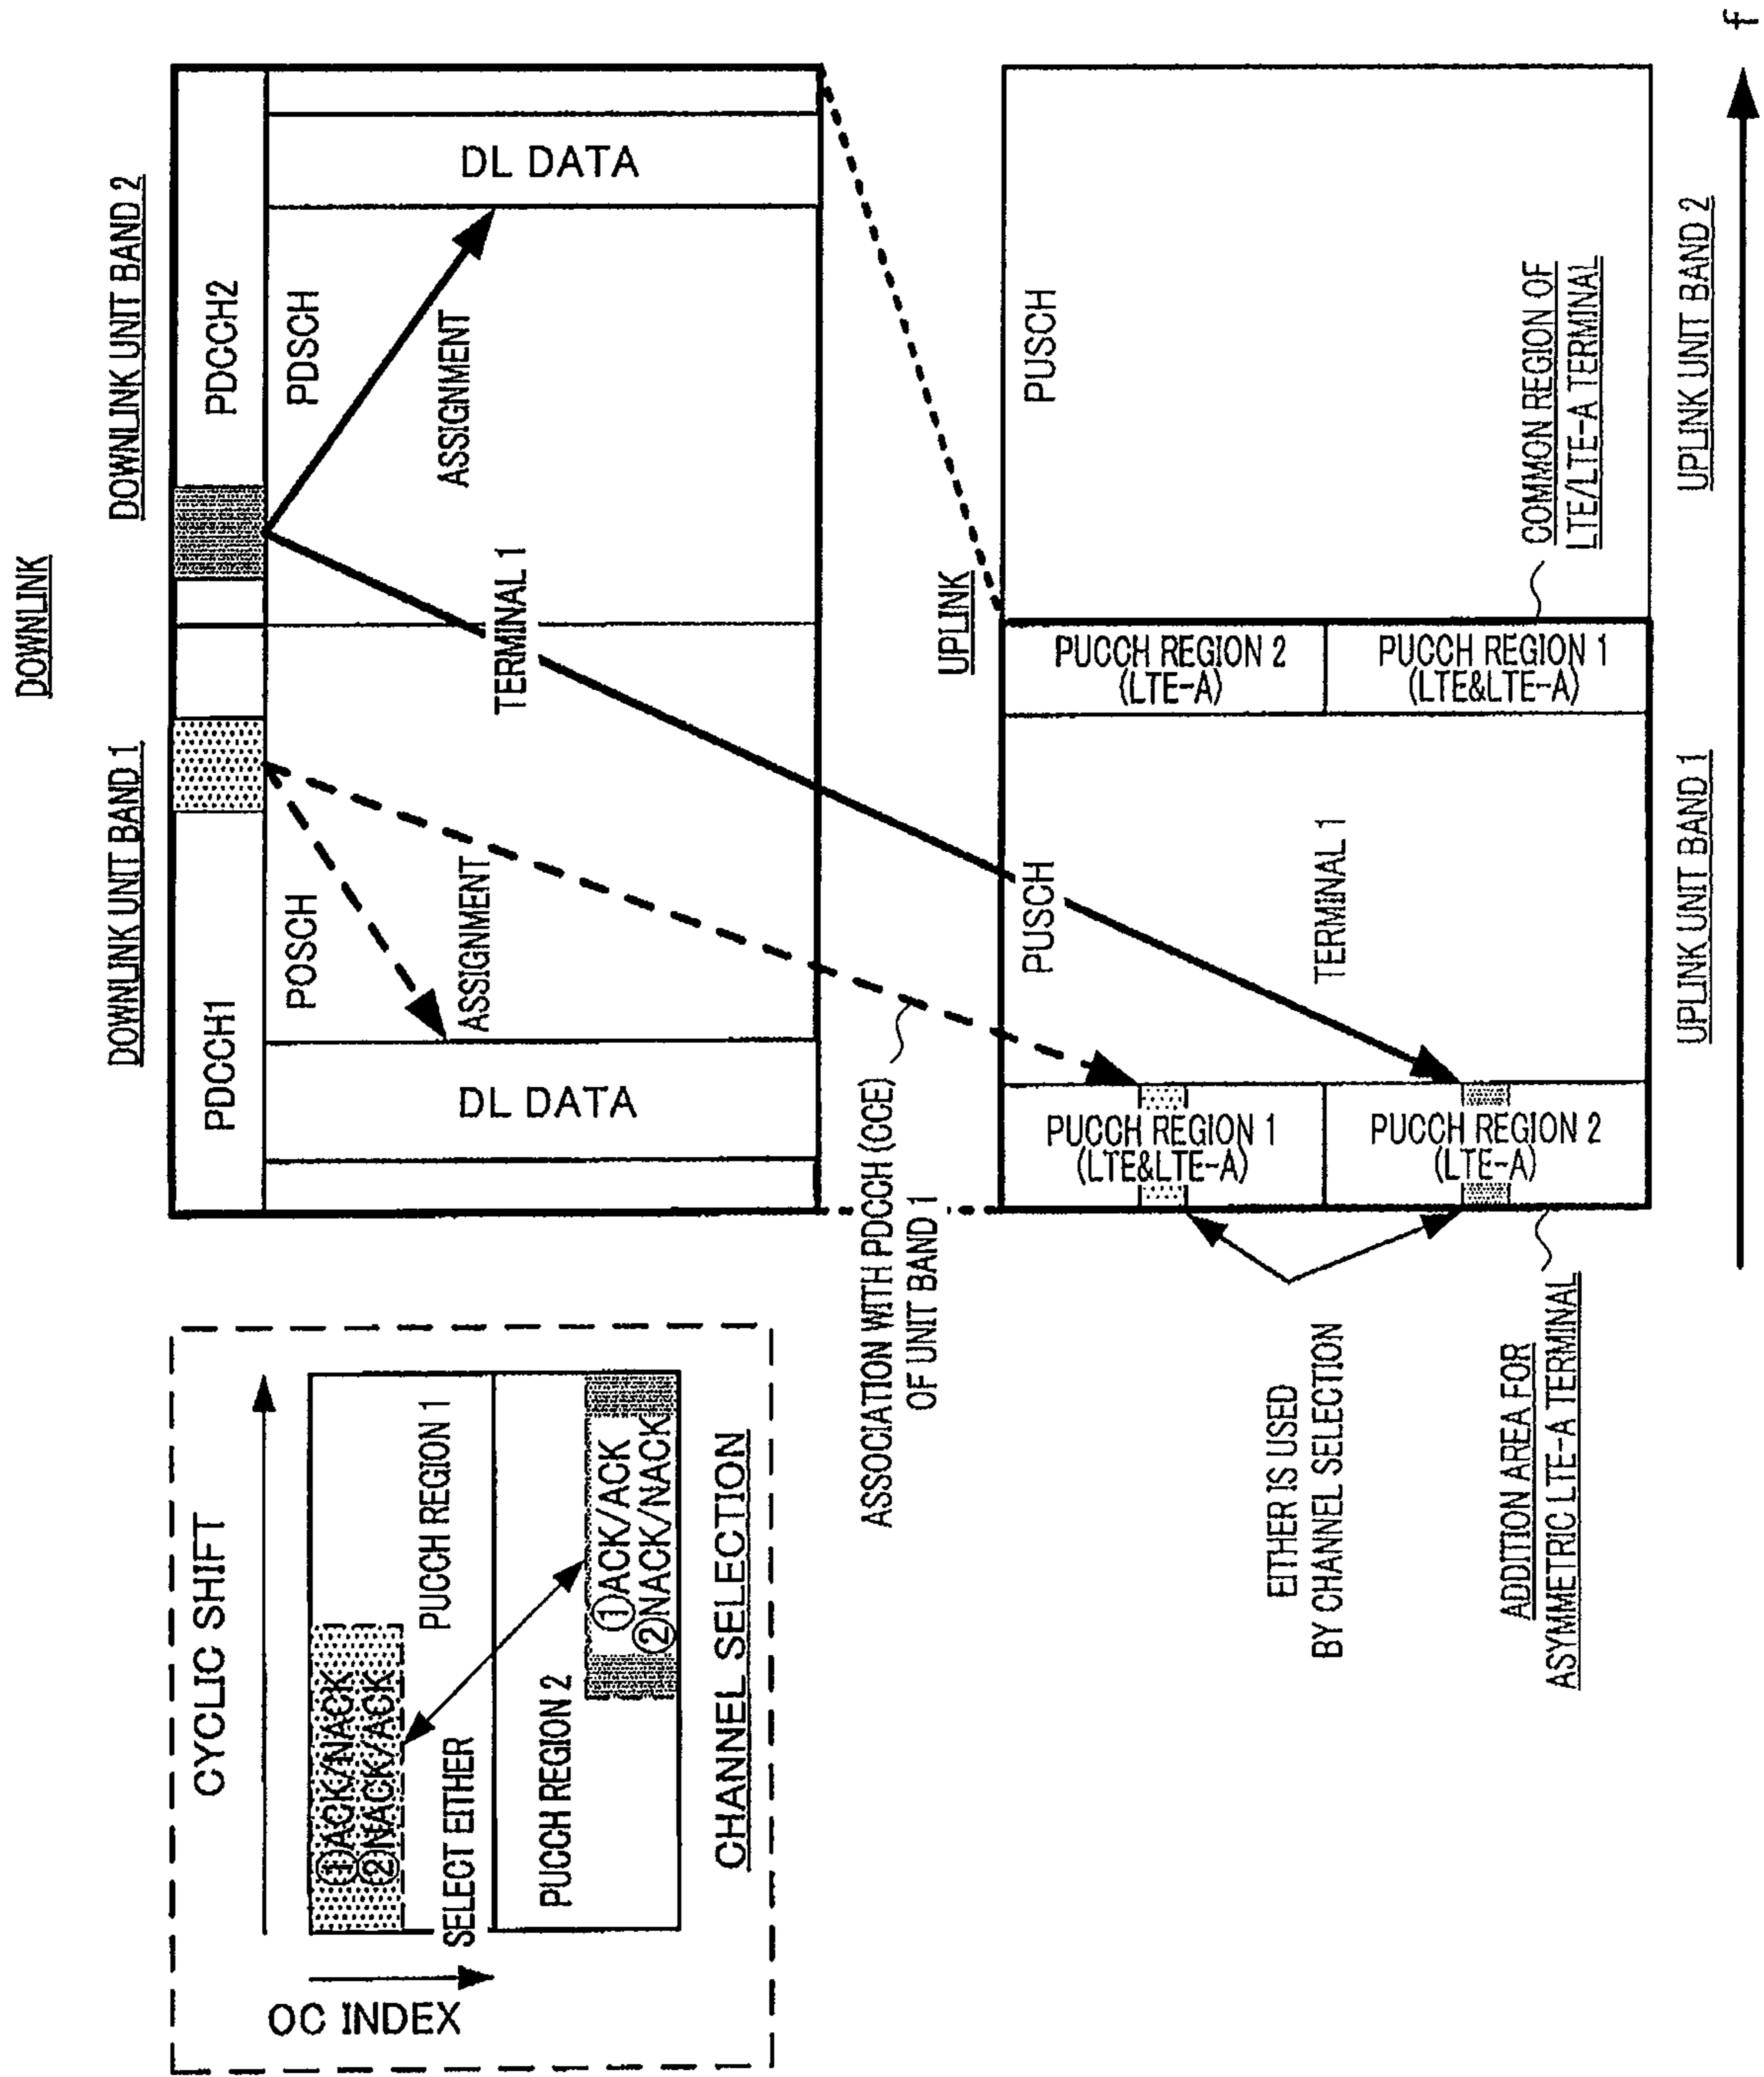 DOWNLINK
DOWNLINK UNIT BAND 1
DOWNLINK UNIT BAND 2
PDCCH1
PDCCH2
POSCH
PDSCH
ASSIGNMENT
ASSIGNMENT
DL DATA
DL DATA
TERMINAL 1
CYCLIC SHIFT
OC INDEX
①ACK/NACK
②NACK/ACK
PUCCH REGION 1
SELECT EITHER
PUCCH REGION 2
①ACK/ACK
②NACK/NACK
CHANNEL SELECTION
ASSOCIATION WITH PDCCH (CCE)
OF UNIT BAND 1
UPLINK
PUSCH
PUSCH
PUCCH REGION 1
(LTE&LTE-A)
PUCCH REGION 2
(LTE-A)
PUCCH REGION 2
(LTE-A)
PUCCH REGION 1
(LTE&LTE-A)
TERMINAL 1
EITHER IS USED
BY CHANNEL SELECTION
ADDITION AREA FOR
ASYMMETRIC LTE-A TERMINAL
COMMON REGION OF
LTE/LTE-A TERMINAL
UPLINK UNIT BAND 1
UPLINK UNIT BAND 2
f